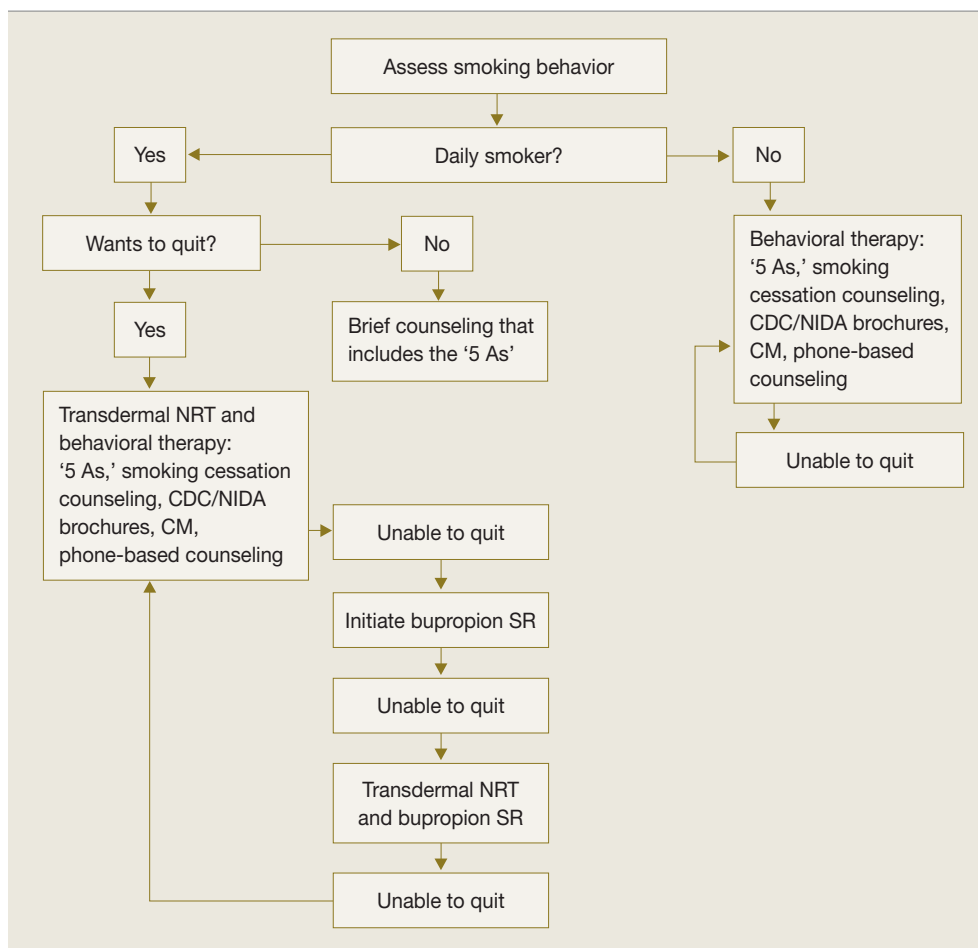 Assess smoking behavior
Yes
Daily smoker?
No
Wants to quit?
No
Behavioral therapy:
‘5 As,’ smoking
cessation counseling,
CDC/NIDA brochures,
CM, phone-based
counseling
Yes
Brief counseling that
includes the ‘5 As’
Transdermal NRT and
behavioral therapy:
‘5 As,’ smoking cessation
counseling, CDC/NIDA
brochures, CM,
phone-based counseling
Unable to quit
Unable to quit
Initiate bupropion SR
Unable to quit
Transdermal NRT
and bupropion SR
Unable to quit